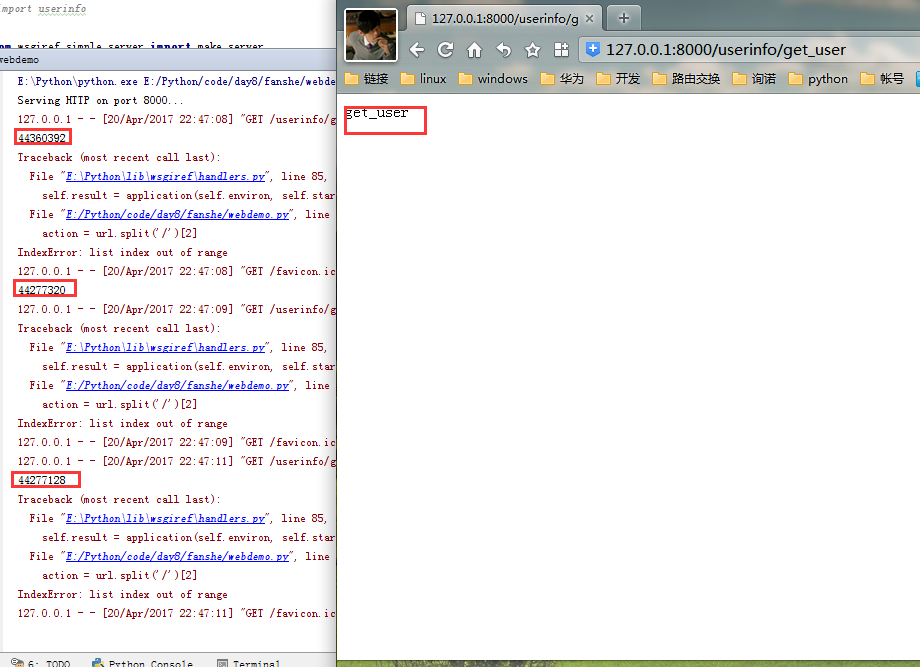 mport userinfo
om wsgiref.simple_server import make_server
webdemo
E:\Python\python.exe E:/Python/code/day8/fanshe/webde
Serving HTTP on port 8000...
127.0.0.1 - - [20/Apr/2017 22:47:08] "GET /userinfo/g
44360392
Traceback (most recent call last):
File "E:\Python\lib\wsgiref\handlers.py", line 85,
self.result = application(self.environ, self.star
File "E:/Python/code/day8/fanshe/webdemo.py", line
action = url.split('/')[2]
IndexError: list index out of range
127.0.0.1 - - [20/Apr/2017 22:47:08] "GET /favicon.ic
44277320
127.0.0.1 - - [20/Apr/2017 22:47:09] "GET /userinfo/g
Traceback (most recent call last):
File "E:\Python\lib\wsgiref\handlers.py", line 85,
self.result = application(self.environ, self.star
File "E:/Python/code/day8/fanshe/webdemo.py", line
action = url.split('/')[2]
IndexError: list index out of range
127.0.0.1 - - [20/Apr/2017 22:47:09] "GET /favicon.ic
127.0.0.1 - - [20/Apr/2017 22:47:11] "GET /userinfo/g
44277128
Traceback (most recent call last):
File "E:\Python\lib\wsgiref\handlers.py", line 85,
self.result = application(self.environ, self.star
File "E:/Python/code/day8/fanshe/webdemo.py", line
action = url.split('/')[2]
IndexError: list index out of range
127.0.0.1 - - [20/Apr/2017 22:47:11] "GET /favicon.ic
6: TODO Python Console Terminal
127.0.0.1:8000/userinfo/g
127.0.0.1:8000/userinfo/get_user
链接 linux windows 华为 开发 路由交换 询诺 python 帐号
get_user